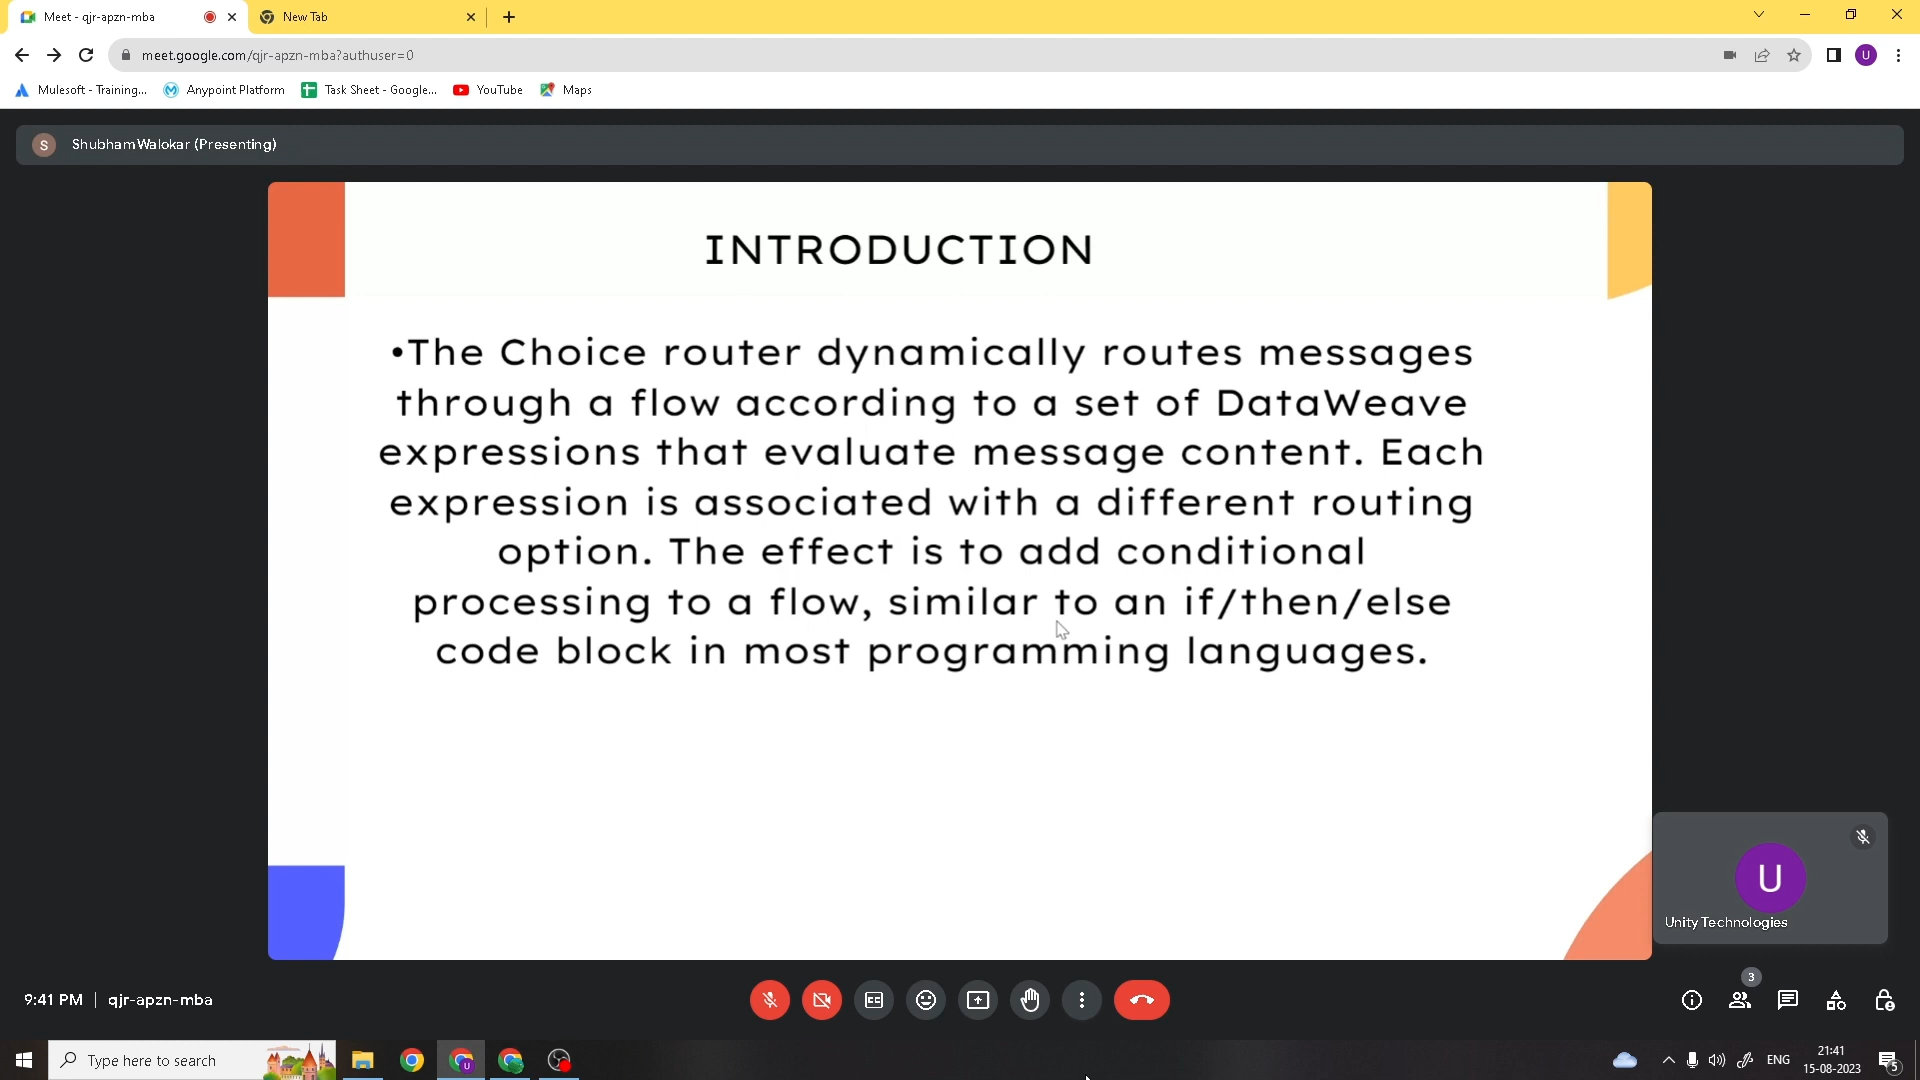 Meet - qjr-apzn-mba
New Tab
meet.google.com/qjr-apzn-mba?authuser=0
U
Mulesoft - Training...
Anypoint Platform
Task Sheet - Google...
YouTube
Maps
S
Shubham Walokar (Presenting)
INTRODUCTION
•The Choice router dynamically routes messages
through a flow according to a set of DataWeave
expressions that evaluate message content. Each
expression is associated with a different routing
option. The effect is to add conditional
processing to a flow, similar to an if/then/else
code block in most programming languages.
U
Unity Technologies
9:41 PM | qjr-apzn-mba
3
Type here to search
U
ENG
21:41
15-08-2023
5